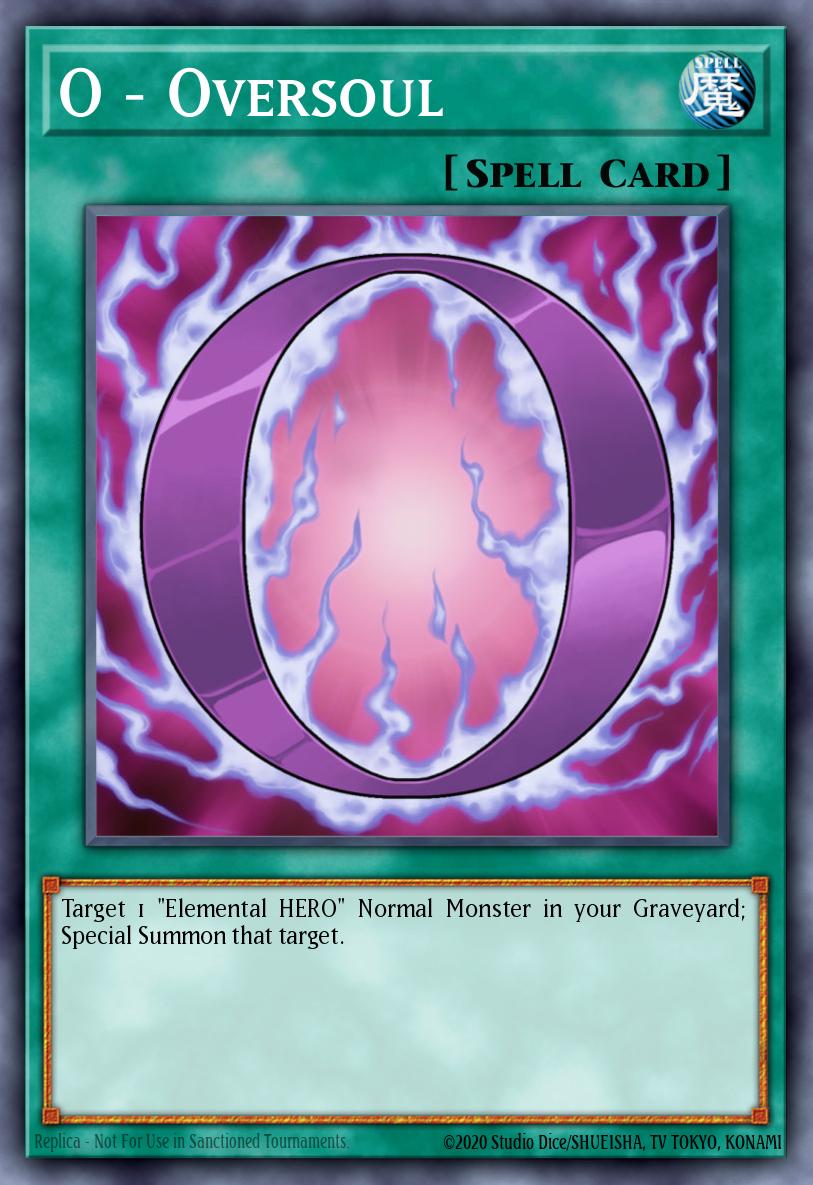 O - Oversoul
SPELL
魔
[ Spell Card ]
Target 1 "Elemental HERO" Normal Monster in your Graveyard;
Special Summon that target.
Replica - Not For Use in Sanctioned Tournaments.
©2020 Studio Dice/SHUEISHA, TV TOKYO, KONAMI